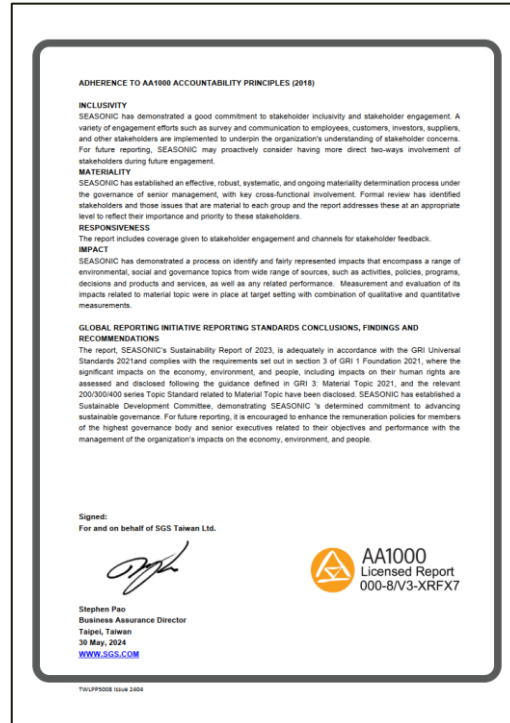 ADHERENCE TO AA1000 ACCOUNTABILITY PRINCIPLES (2018)
INCLUSIVITY
SEASONIC has demonstrated a good commitment to stakeholder inclusivity and stakeholder engagement. A
variety of engagement efforts such as survey and communication to employees, customers, investors, suppliers,
and other stakeholders are implemented to underpin the organization's understanding of stakeholder concerns.
For future reporting, SEASONIC may proactively consider having more direct two-ways involvement of
stakeholders during future engagement.
MATERIALITY
SEASONIC has established an effective, robust, systematic, and ongoing materiality determination process under
the governance of senior management, with key cross-functional involvement. Formal review has identified
stakeholders and those issues that are material to each group and the report addresses these at an appropriate
level to reflect their importance and priority to these stakeholders.
RESPONSIVENESS
The report includes coverage given to stakeholder engagement and channels for stakeholder feedback.
IMPACT
SEASONIC has demonstrated a process on identify and fairly represented impacts that encompass a range of
environmental, social and governance topics from wide range of sources, such as activities, policies, programs,
decisions and products and services, as well as any related performance. Measurement and evaluation of its
impacts related to material topic were in place at target setting with combination of qualitative and quantitative
measurements.
GLOBAL REPORTING INITIATIVE REPORTING STANDARDS CONCLUSIONS, FINDINGS AND
RECOMMENDATIONS
The report, SEASONIC's Sustainability Report of 2023, is adequately in accordance with the GRI Universal
Standards 2021and complies with the requirements set out in section 3 of GRI 1 Foundation 2021, where the
significant impacts on the economy, environment, and people, including impacts on their human rights are
assessed and disclosed following the guidance defined in GRI 3: Material Topic 2021, and the relevant
200/300/400 series Topic Standard related to Material Topic have been disclosed. SEASONIC has established a
Sustainable Development Committee, demonstrating SEASONIC 's determined commitment to advancing
sustainable governance. For future reporting, it is encouraged to enhance the remuneration policies for members
of the highest governance body and senior executives related to their objectives and performance with the
management of the organization's impacts on the economy, environment, and people.
Signed:
For and on behalf of SGS Taiwan Ltd.
AA1000
Licensed Report
000-8/V3-XRFX7
Stephen Pao
Business Assurance Director
Taipei, Taiwan
30 May, 2024
WWW.SGS.COM
TWLPP5008 Issue 2404